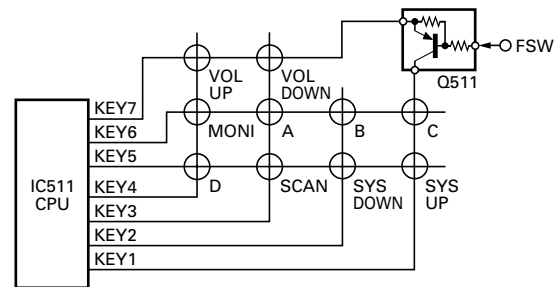 FSW
Q511
VOL
UP
VOL
DOWN
KEY7
KEY6
MONI
A
B
C
KEY5
IC511
CPU
KEY4
D
SCAN
SYS
DOWN
SYS
UP
KEY3
KEY2
KEY1